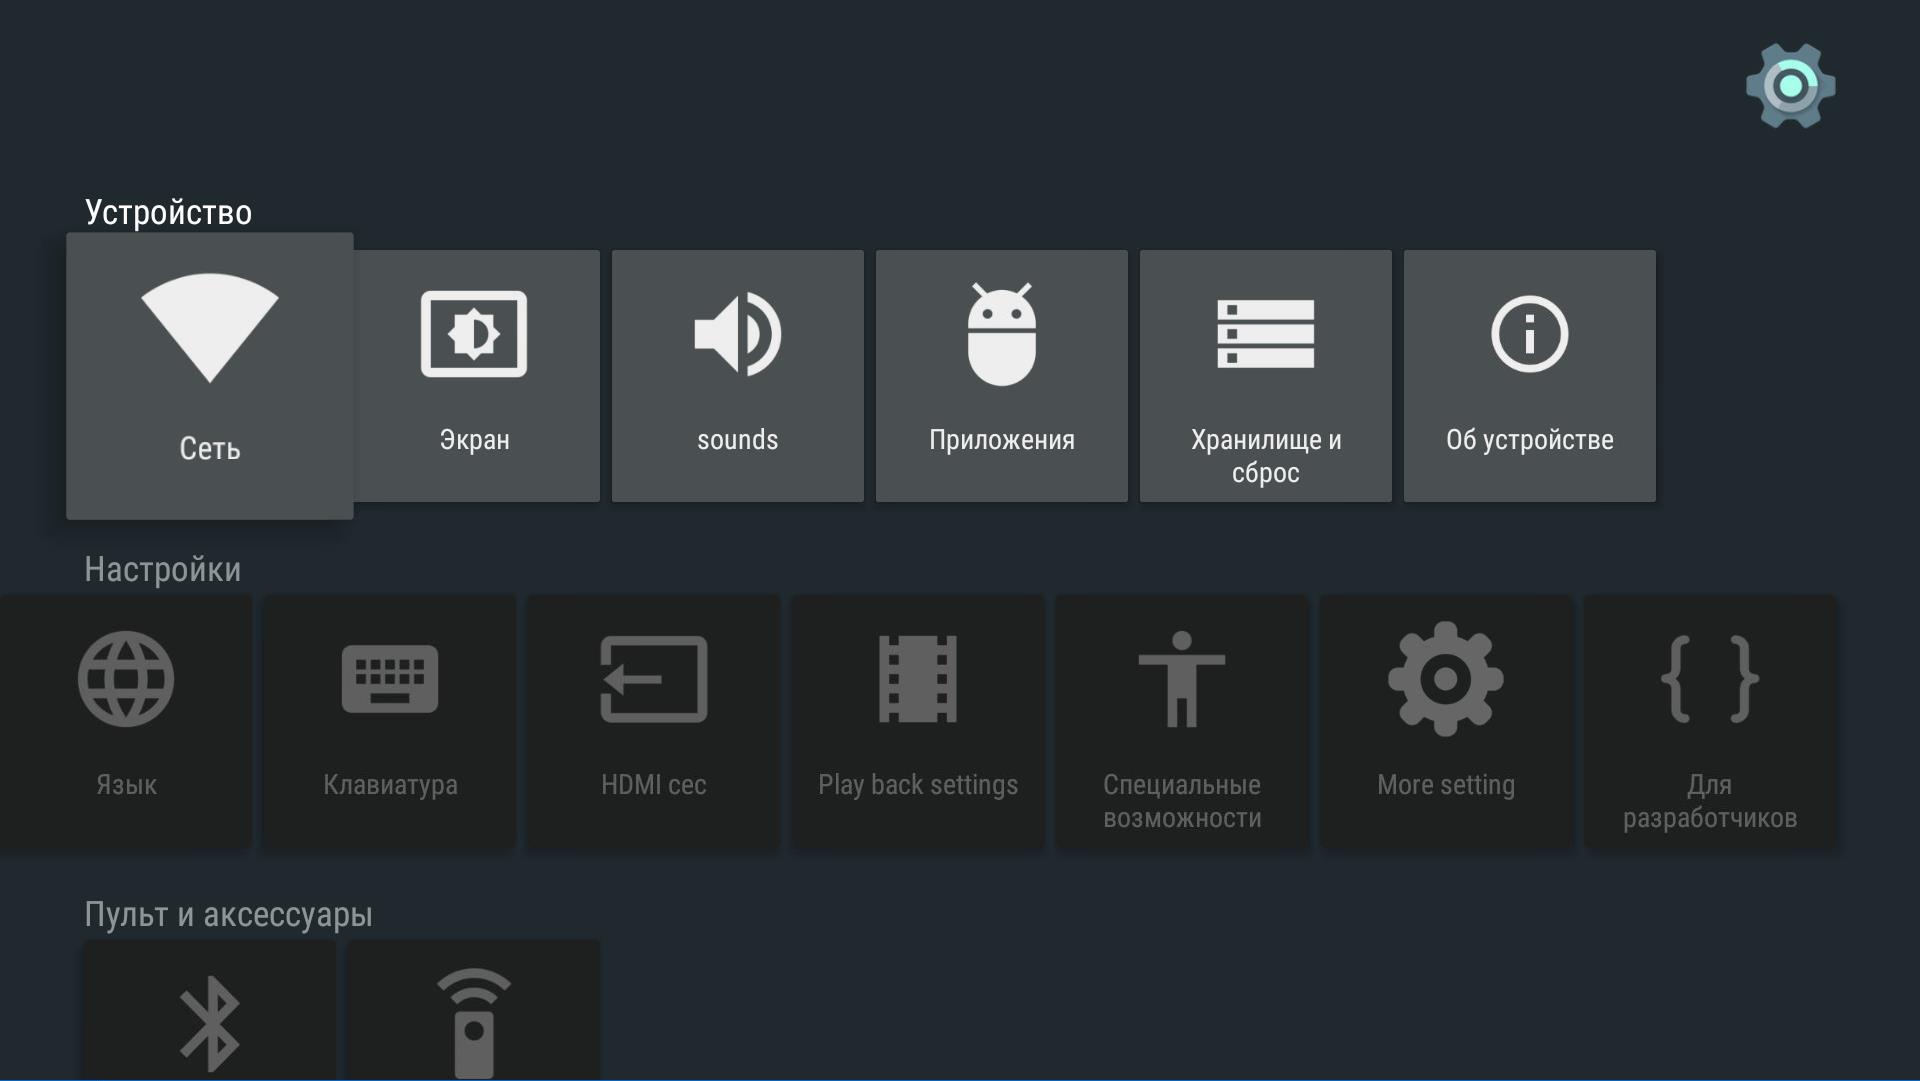 Устройство
Сеть
Экран
sounds
Приложения
Хранилище и
сброс
Об устройстве
Настройки
Язык
Клавиатура
HDMI cec
Play back settings
Специальные
возможности
More setting
Для
разработчиков
Пульт и аксессуары